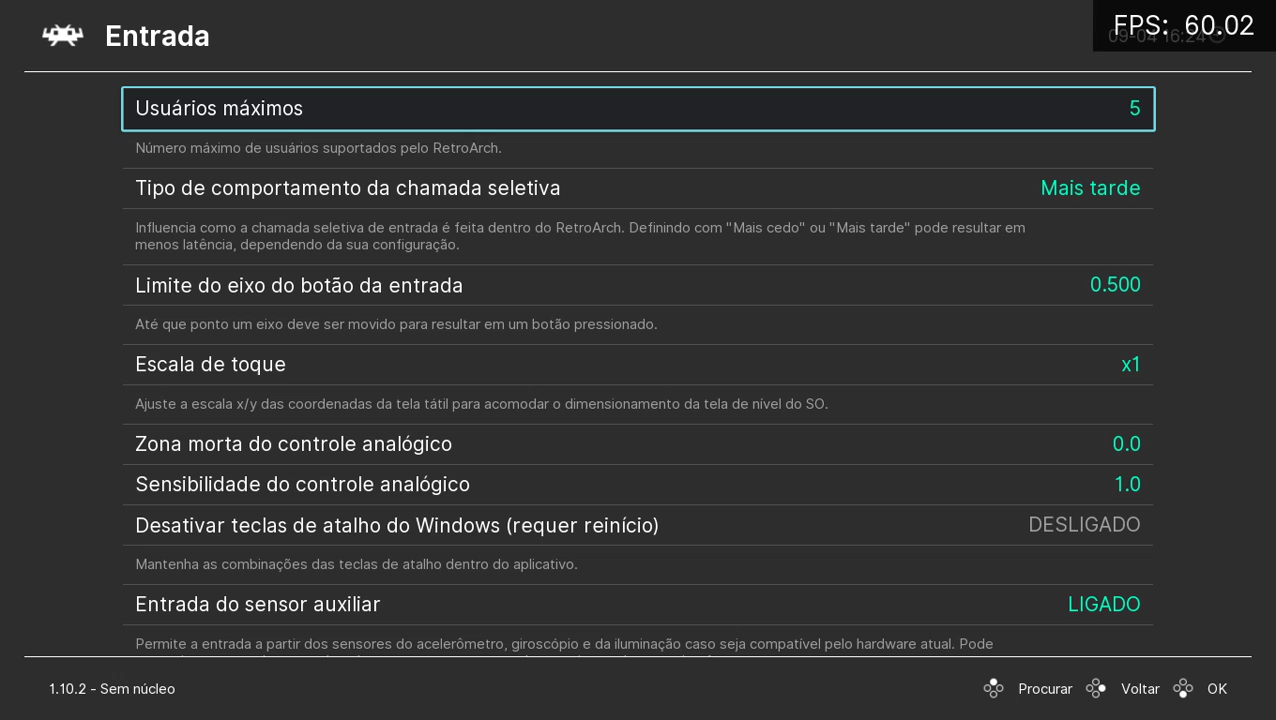 Entrada
FPS: 60.02
09-04 16:24
Usuários máximos 5
Número máximo de usuários suportados pelo RetroArch.
Tipo de comportamento da chamada seletiva Mais tarde
Influencia como a chamada seletiva de entrada é feita dentro do RetroArch. Definindo com "Mais cedo" ou "Mais tarde" pode resultar em
menos latência, dependendo da sua configuração.
Limite do eixo do botão da entrada 0.500
Até que ponto um eixo deve ser movido para resultar em um botão pressionado.
Escala de toque x1
Ajuste a escala x/y das coordenadas da tela tátil para acomodar o dimensionamento da tela de nível do SO.
Zona morta do controle analógico 0.0
Sensibilidade do controle analógico 1.0
Desativar teclas de atalho do Windows (requer reinício) DESLIGADO
Mantenha as combinações das teclas de atalho dentro do aplicativo.
Entrada do sensor auxiliar LIGADO
Permite a entrada a partir dos sensores do acelerômetro, giroscópio e da iluminação caso seja compatível pelo hardware atual. Pode
1.10.2 - Sem núcleo Procurar Voltar OK